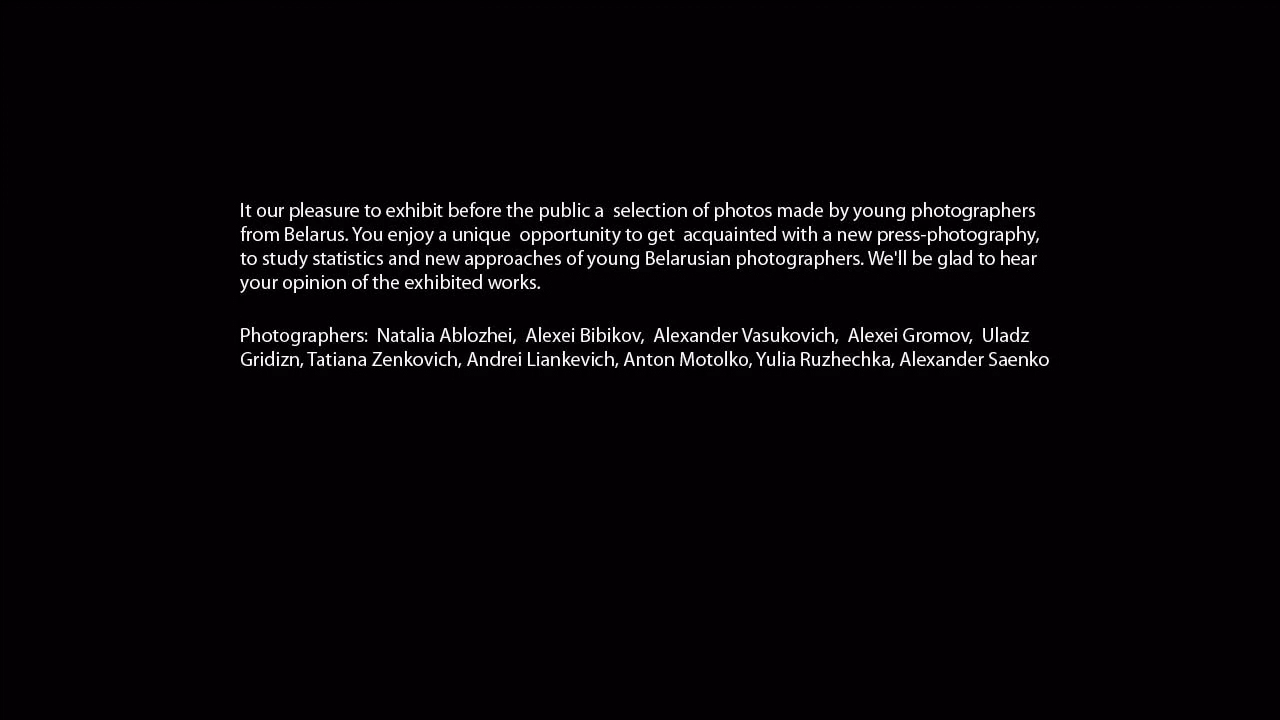 It our pleasure to exhibit before the public a  selection of photos made by young photographers
from Belarus. You enjoy a unique  opportunity to get  acquainted with a new press-photography,
to study statistics and new approaches of young Belarusian photographers. We'll be glad to hear
your opinion of the exhibited works.
Photographers:  Natalia Ablozhei,  Alexei Bibikov,  Alexander Vasukovich,  Alexei Gromov,  Uladz
Gridizn, Tatiana Zenkovich, Andrei Liankevich, Anton Motolko, Yulia Ruzhechka, Alexander Saenko